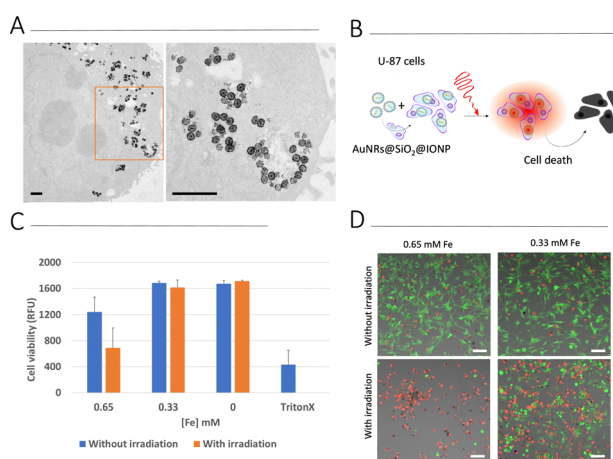 A
B
U-87 cells
+
AuNRs@SiO2@IONP
Cell death
C
Cell viability (RFU)
2000
1600
1200
800
400
0
0.65
0.33
0
TritonX
[Fe] mM
Without irradiation
With irradiation
D
0.65 mM Fe
0.33 mM Fe
Without irradiation
With irradiation